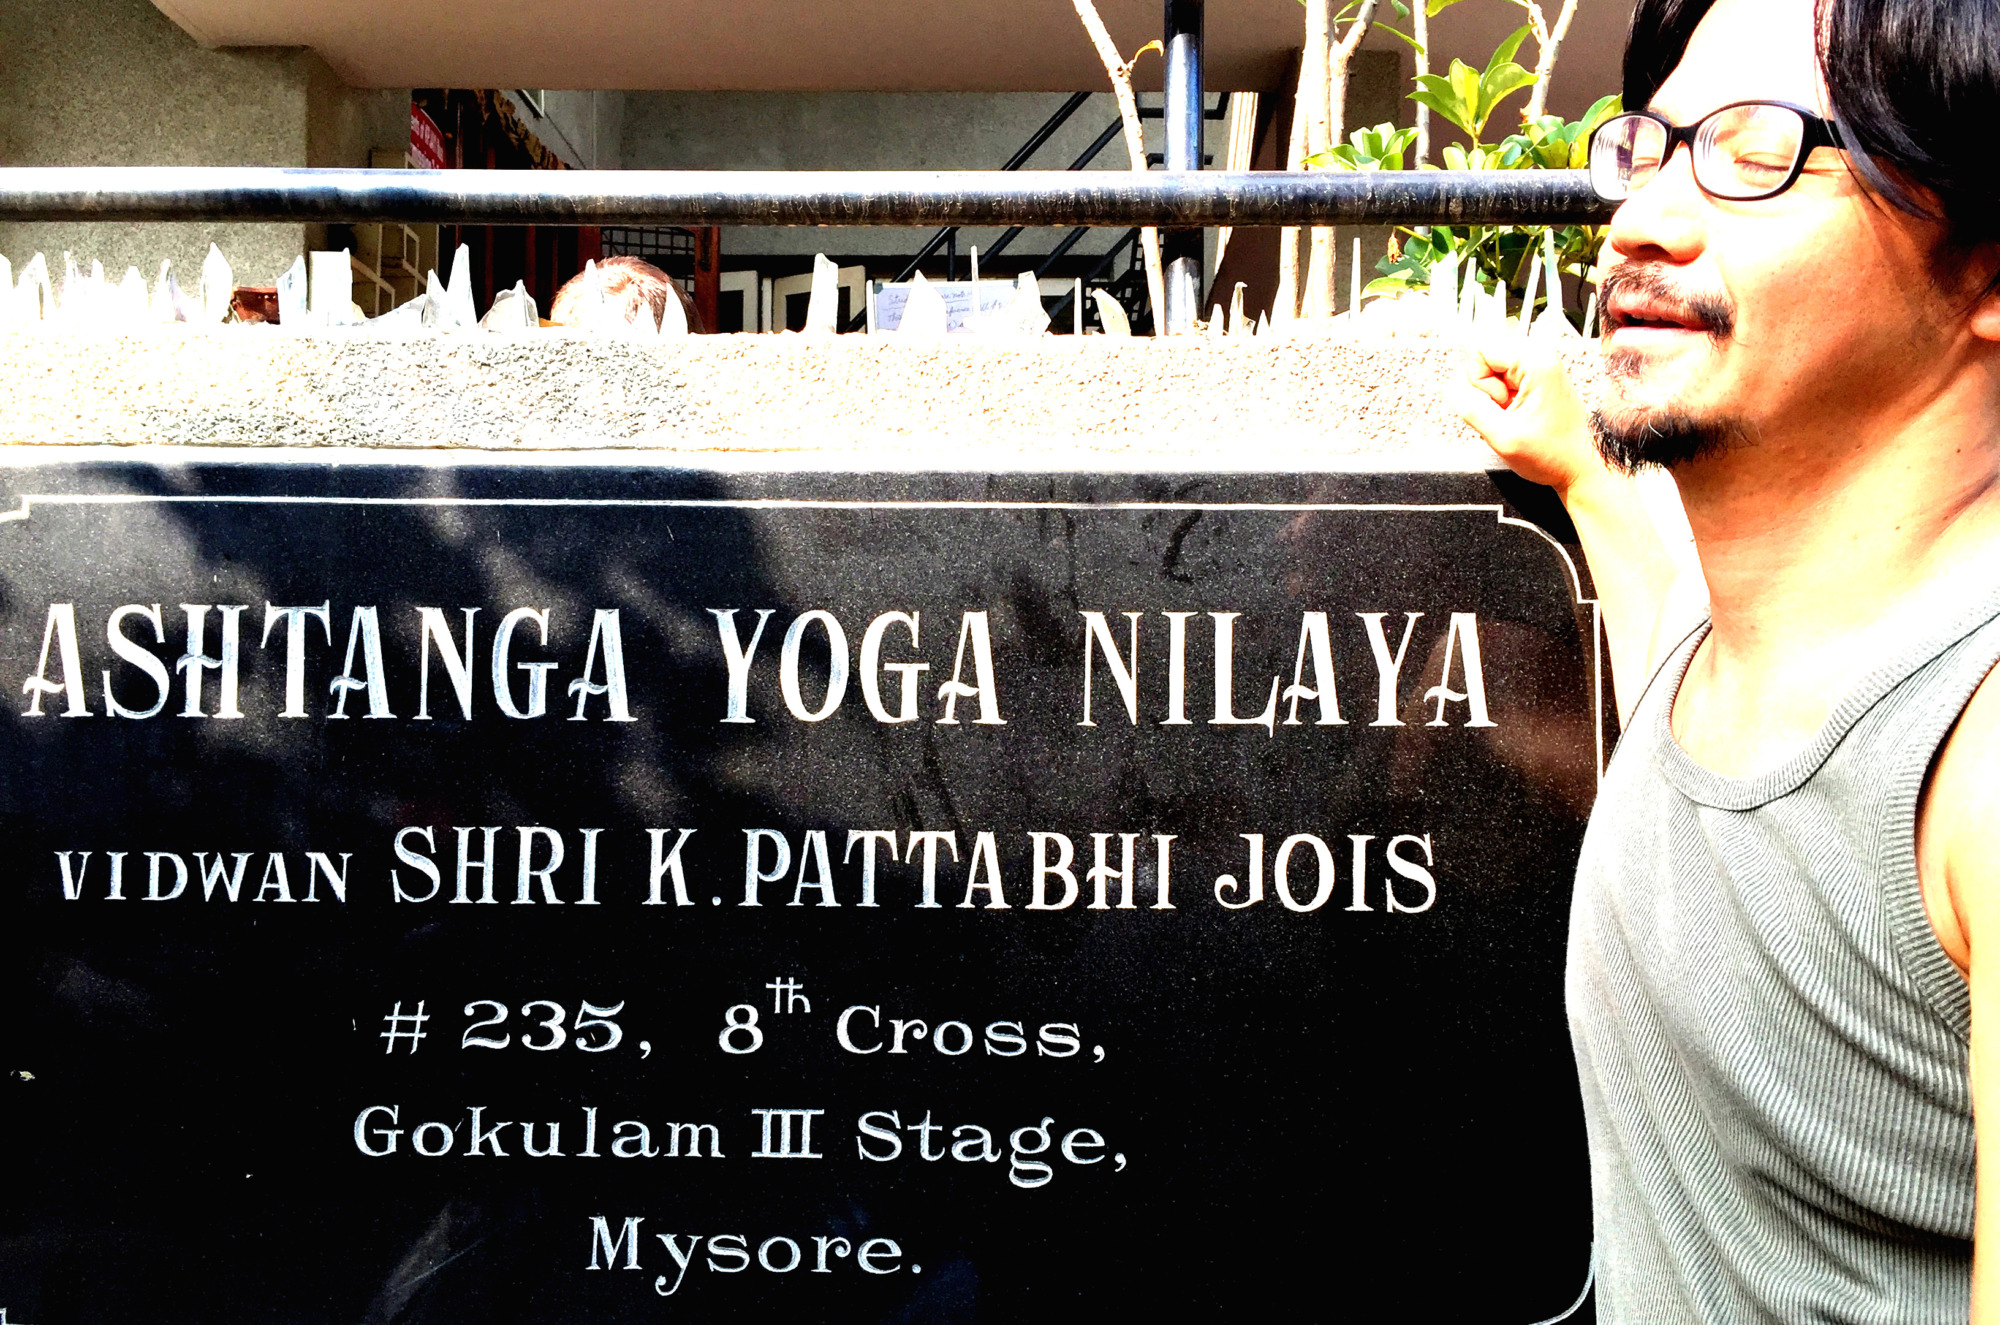 ASHTANGA YOGA NILAYA
VIDWAN SHRI K. PATTABHI JOIS
# 235, 8th Cross,
Gokulam III Stage,
Mysore.